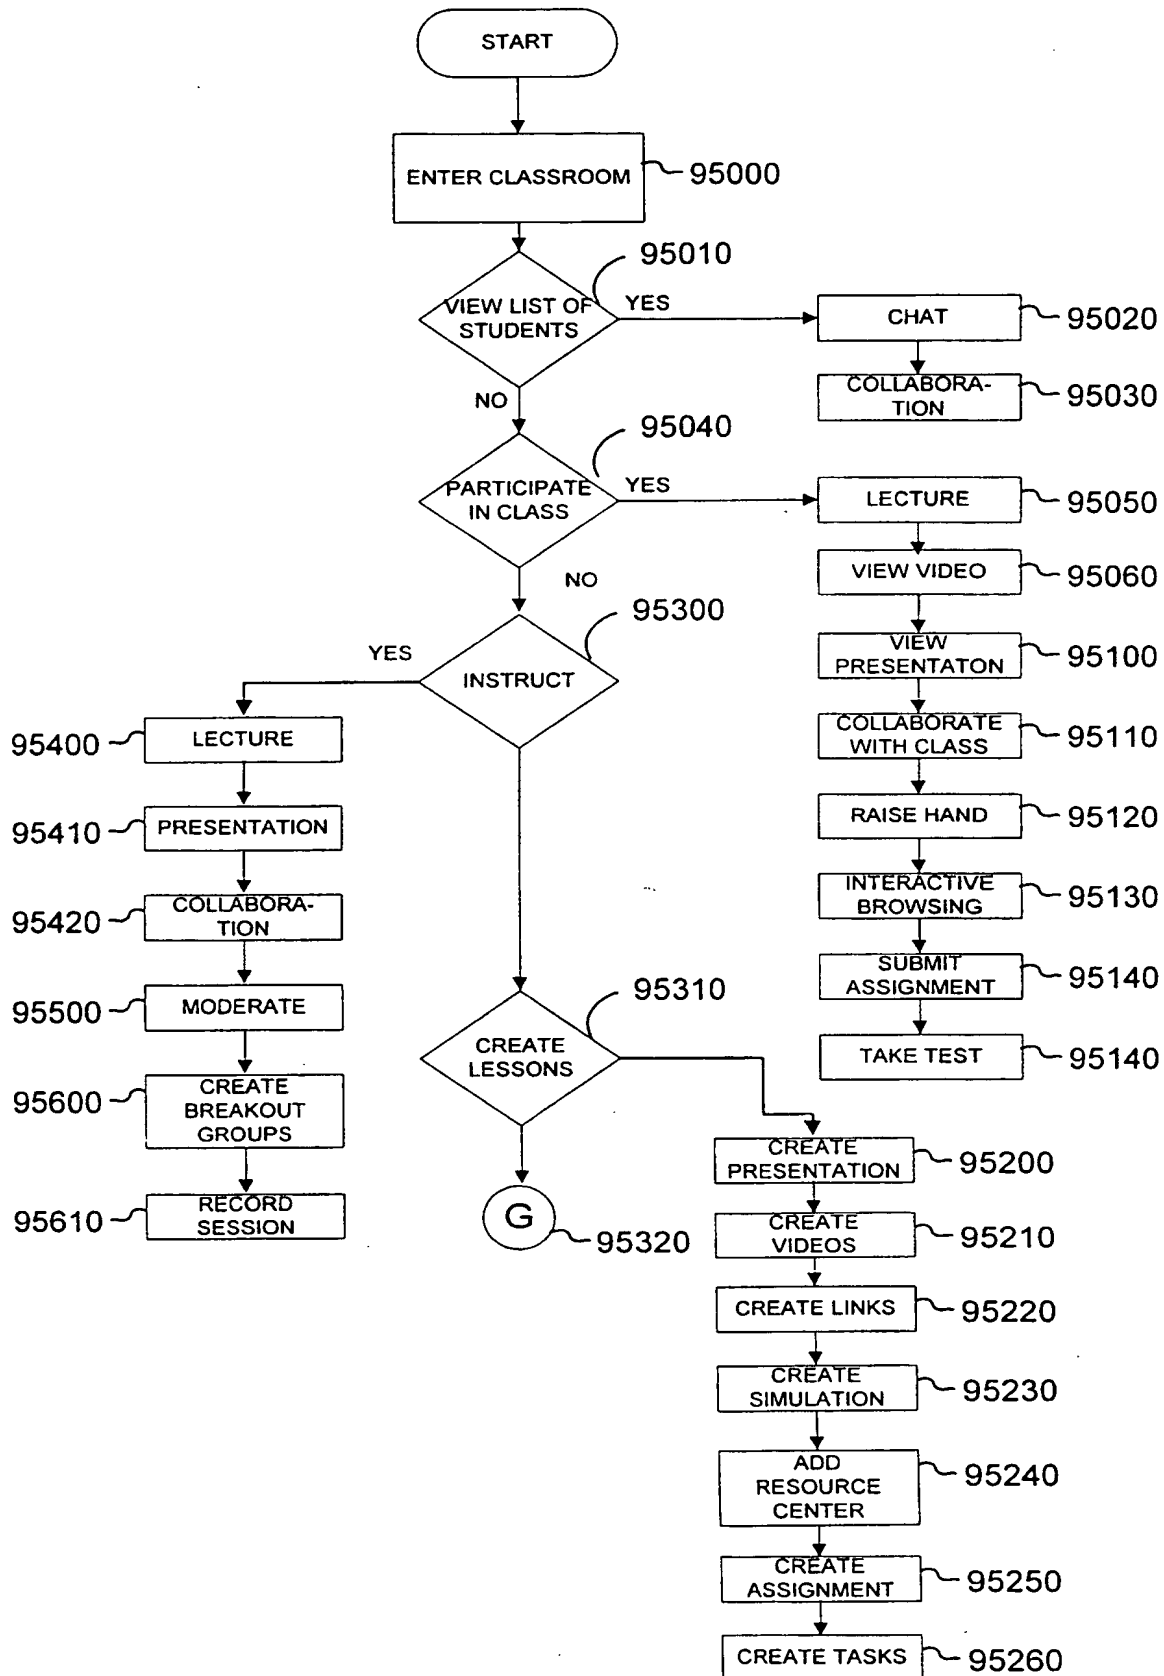 START
ENTER CLASSROOM
95000
95010
VIEW LIST OF
STUDENTS
YES
CHAT
95020
NO
COLLABORA-
TION
95030
95040
PARTICIPATE
IN CLASS
YES
LECTURE
95050
NO
VIEW VIDEO
95060
95300
YES
INSTRUCT
VIEW
PRESENTATON
95100
95400
LECTURE
COLLABORATE
WITH CLASS
95110
95410
PRESENTATION
RAISE HAND
95120
95420
COLLABORA-
TION
INTERACTIVE
BROWSING
95130
95500
MODERATE
95310
SUBMIT
ASSIGNMENT
95140
CREATE
LESSONS
TAKE TEST
95140
95600
CREATE
BREAKOUT
GROUPS
CREATE
PRESENTATION
95200
95610
RECORD
SESSION
G
95320
CREATE
VIDEOS
95210
CREATE LINKS
95220
CREATE
SIMULATION
95230
ADD
RESOURCE
CENTER
95240
CREATE
ASSIGNMENT
95250
CREATE TASKS
95260